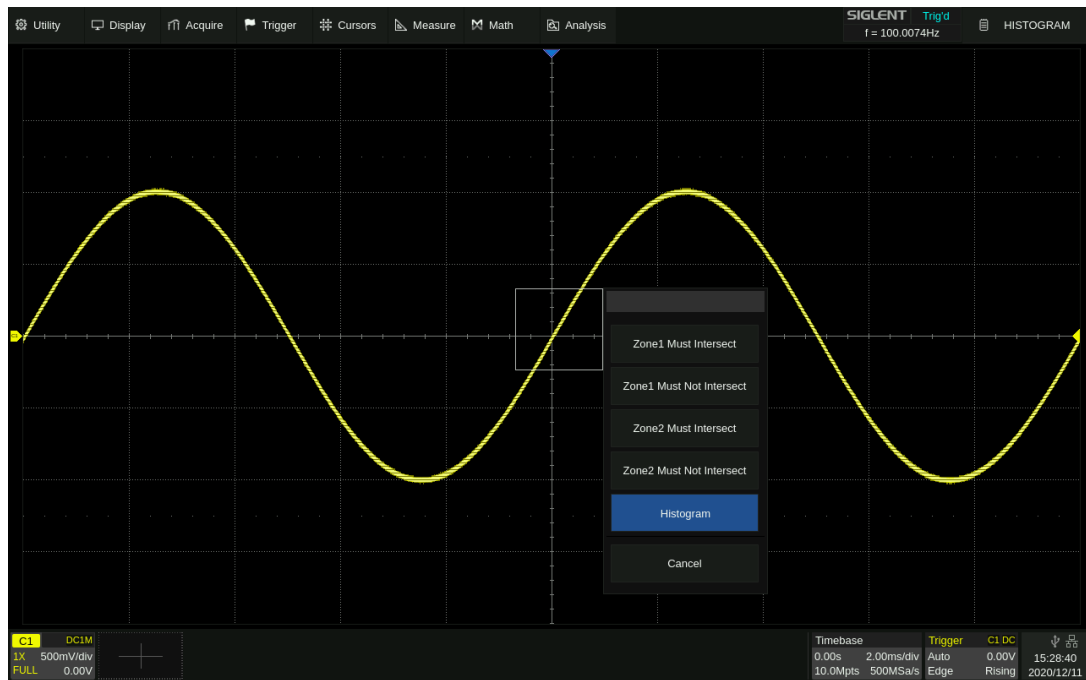 Utility Display Acquire Trigger Cursors Measure Math Analysis SIGLENT Trig'd HISTOGRAM
f = 100.0074Hz
Zone1 Must Intersect
Zone1 Must Not Intersect
Zone2 Must Intersect
Zone2 Must Not Intersect
Histogram
Cancel
C1 DC1M Timebase Trigger C1 DC
1X 500mV/div 0.00s 2.00ms/div Auto 0.00V 15:28:40
FULL 0.00V 10.0Mpts 500MSa/s Edge Rising 2020/12/11